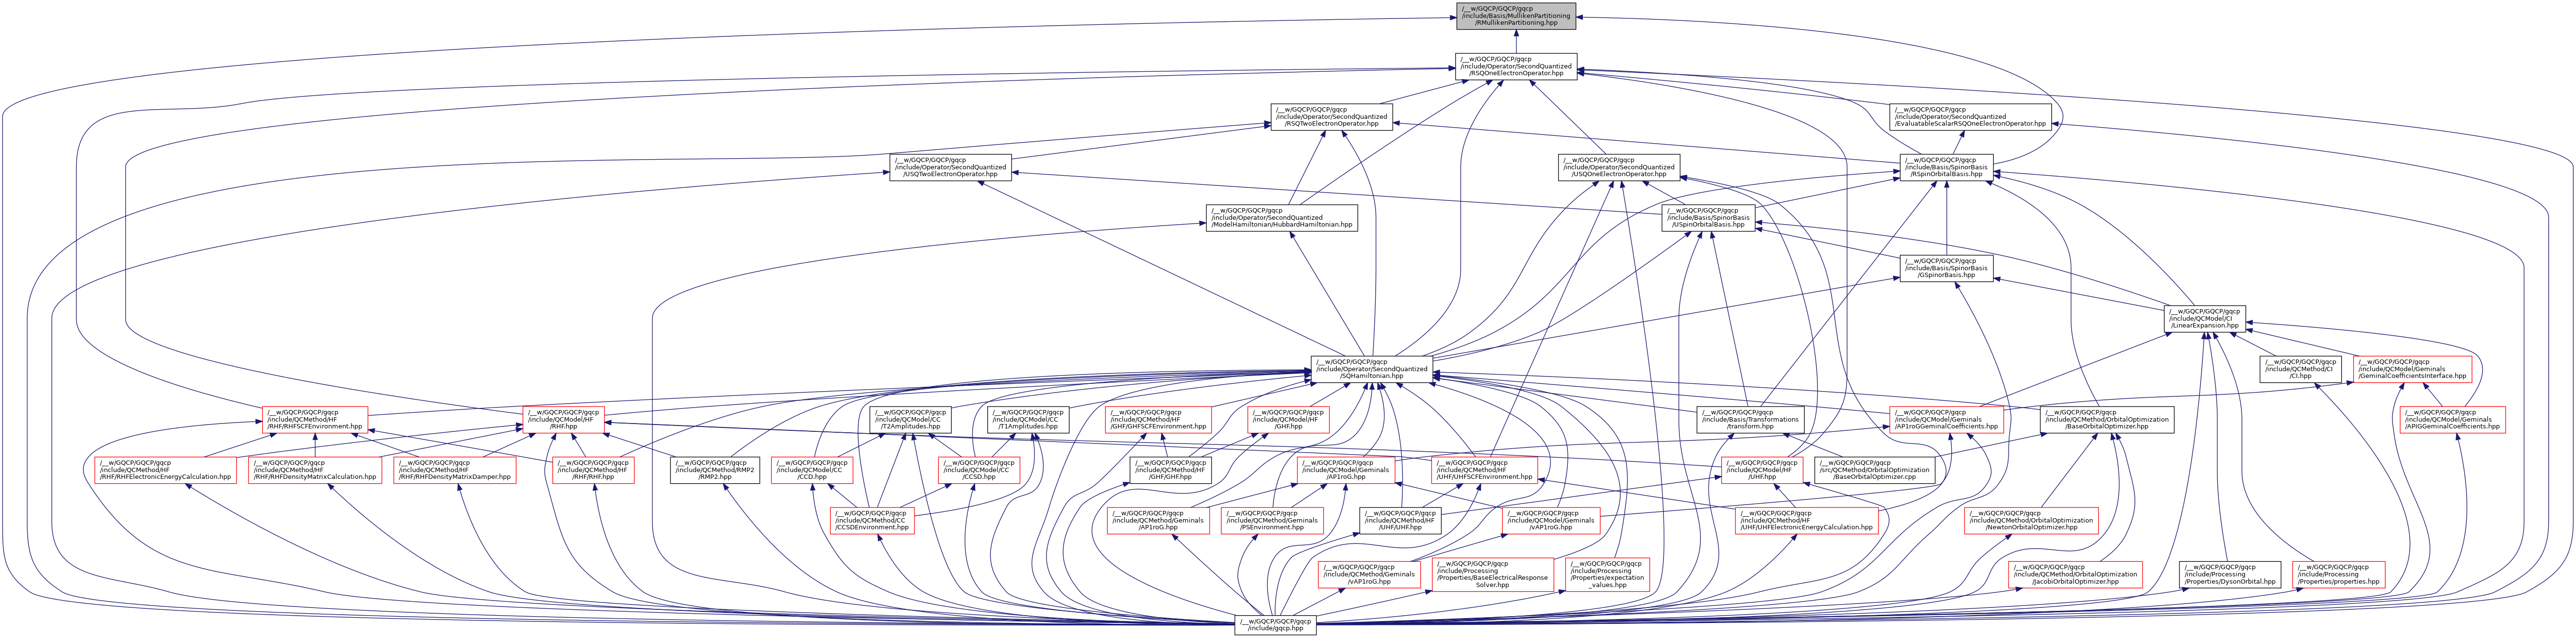 /__w/GQCP/GQCP/gqcp
/include/Basis/MullikenPartitioning
/RMullikenPartitioning.hpp
/__w/GQCP/GQCP/gqcp
/include/Operator/SecondQuantized
/RSQOneElectronOperator.hpp
/__w/GQCP/GQCP/gqcp
/include/Operator/SecondQuantized
/RSQTwoElectronOperator.hpp
/__w/GQCP/GQCP/gqcp
/include/Operator/SecondQuantized
/EvaluatableScalarRSQOneElectronOperator.hpp
/__w/GQCP/GQCP/gqcp
/include/Operator/SecondQuantized
/USQTwoElectronOperator.hpp
/__w/GQCP/GQCP/gqcp
/include/Operator/SecondQuantized
/USQOneElectronOperator.hpp
/__w/GQCP/GQCP/gqcp
/include/Basis/SpinorBasis
/RSpinOrbitalBasis.hpp
/__w/GQCP/GQCP/gqcp
/include/Operator/SecondQuantized
/ModelHamiltonian/HubbardHamiltonian.hpp
/__w/GQCP/GQCP/gqcp
/include/Basis/SpinorBasis
/USpinOrbitalBasis.hpp
/__w/GQCP/GQCP/gqcp
/include/Basis/SpinorBasis
/GSpinorBasis.hpp
/__w/GQCP/GQCP/gqcp
/include/QCModel/CI
/LinearExpansion.hpp
/__w/GQCP/GQCP/gqcp
/include/Operator/SecondQuantized
/SQHamiltonian.hpp
/__w/GQCP/GQCP/gqcp
/include/QCMethod/CI
/CI.hpp
/__w/GQCP/GQCP/gqcp
/include/QCModel/Geminals
/GeminalCoefficientsInterface.hpp
/__w/GQCP/GQCP/gqcp
/include/QCMethod/HF
/RHF/RHFSCFEnvironment.hpp
/__w/GQCP/GQCP/gqcp
/include/QCModel/HF
/RHF.hpp
/__w/GQCP/GQCP/gqcp
/include/QCModel/CC
/T2Amplitudes.hpp
/__w/GQCP/GQCP/gqcp
/include/QCModel/CC
/T1Amplitudes.hpp
/__w/GQCP/GQCP/gqcp
/include/QCMethod/HF
/GHF/GHFSCFEnvironment.hpp
/__w/GQCP/GQCP/gqcp
/include/QCModel/HF
/GHF.hpp
/__w/GQCP/GQCP/gqcp
/include/Basis/Transformations
/transform.hpp
/__w/GQCP/GQCP/gqcp
/include/QCModel/Geminals
/AP1roGGeminalCoefficients.hpp
/__w/GQCP/GQCP/gqcp
/include/QCMethod/OrbitalOptimization
/BaseOrbitalOptimizer.hpp
/__w/GQCP/GQCP/gqcp
/include/QCModel/Geminals
/APIGGeminalCoefficients.hpp
/__w/GQCP/GQCP/gqcp
/include/QCMethod/HF
/RHF/RHFElectronicEnergyCalculation.hpp
/__w/GQCP/GQCP/gqcp
/include/QCMethod/HF
/RHF/RHFDensityMatrixCalculation.hpp
/__w/GQCP/GQCP/gqcp
/include/QCMethod/HF
/RHF/RHFDensityMatrixDamper.hpp
/__w/GQCP/GQCP/gqcp
/include/QCMethod/HF
/RHF/RHF.hpp
/__w/GQCP/GQCP/gqcp
/include/QCMethod/RMP2
/RMP2.hpp
/__w/GQCP/GQCP/gqcp
/include/QCModel/CC
/CCD.hpp
/__w/GQCP/GQCP/gqcp
/include/QCModel/CC
/CCSD.hpp
/__w/GQCP/GQCP/gqcp
/include/QCMethod/HF
/GHF/GHF.hpp
/__w/GQCP/GQCP/gqcp
/include/QCModel/Geminals
/AP1roG.hpp
/__w/GQCP/GQCP/gqcp
/include/QCMethod/HF
/UHF/UHFSCFEnvironment.hpp
/__w/GQCP/GQCP/gqcp
/include/QCModel/HF
/UHF.hpp
/__w/GQCP/GQCP/gqcp
/src/QCMethod/OrbitalOptimization
/BaseOrbitalOptimizer.cpp
/__w/GQCP/GQCP/gqcp
/include/QCMethod/CC
/CCSDEnvironment.hpp
/__w/GQCP/GQCP/gqcp
/include/QCMethod/Geminals
/AP1roG.hpp
/__w/GQCP/GQCP/gqcp
/include/QCMethod/Geminals
/PSEnvironment.hpp
/__w/GQCP/GQCP/gqcp
/include/QCMethod/HF
/UHF/UHF.hpp
/__w/GQCP/GQCP/gqcp
/include/QCModel/Geminals
/vAP1roG.hpp
/__w/GQCP/GQCP/gqcp
/include/QCMethod/HF
/UHF/UHFElectronicEnergyCalculation.hpp
/__w/GQCP/GQCP/gqcp
/include/QCMethod/OrbitalOptimization
/NewtonOrbitalOptimizer.hpp
/__w/GQCP/GQCP/gqcp
/include/QCMethod/Geminals
/vAP1roG.hpp
/__w/GQCP/GQCP/gqcp
/include/Processing
/Properties/BaseElectricalResponse
Solver.hpp
/__w/GQCP/GQCP/gqcp
/include/Processing
/Properties/expectation
_values.hpp
/__w/GQCP/GQCP/gqcp
/include/QCMethod/OrbitalOptimization
/JacobiOrbitalOptimizer.hpp
/__w/GQCP/GQCP/gqcp
/include/Processing
/Properties/DysonOrbital.hpp
/__w/GQCP/GQCP/gqcp
/include/Processing
/Properties/properties.hpp
/__w/GQCP/GQCP/gqcp
/include/gqcp.hpp